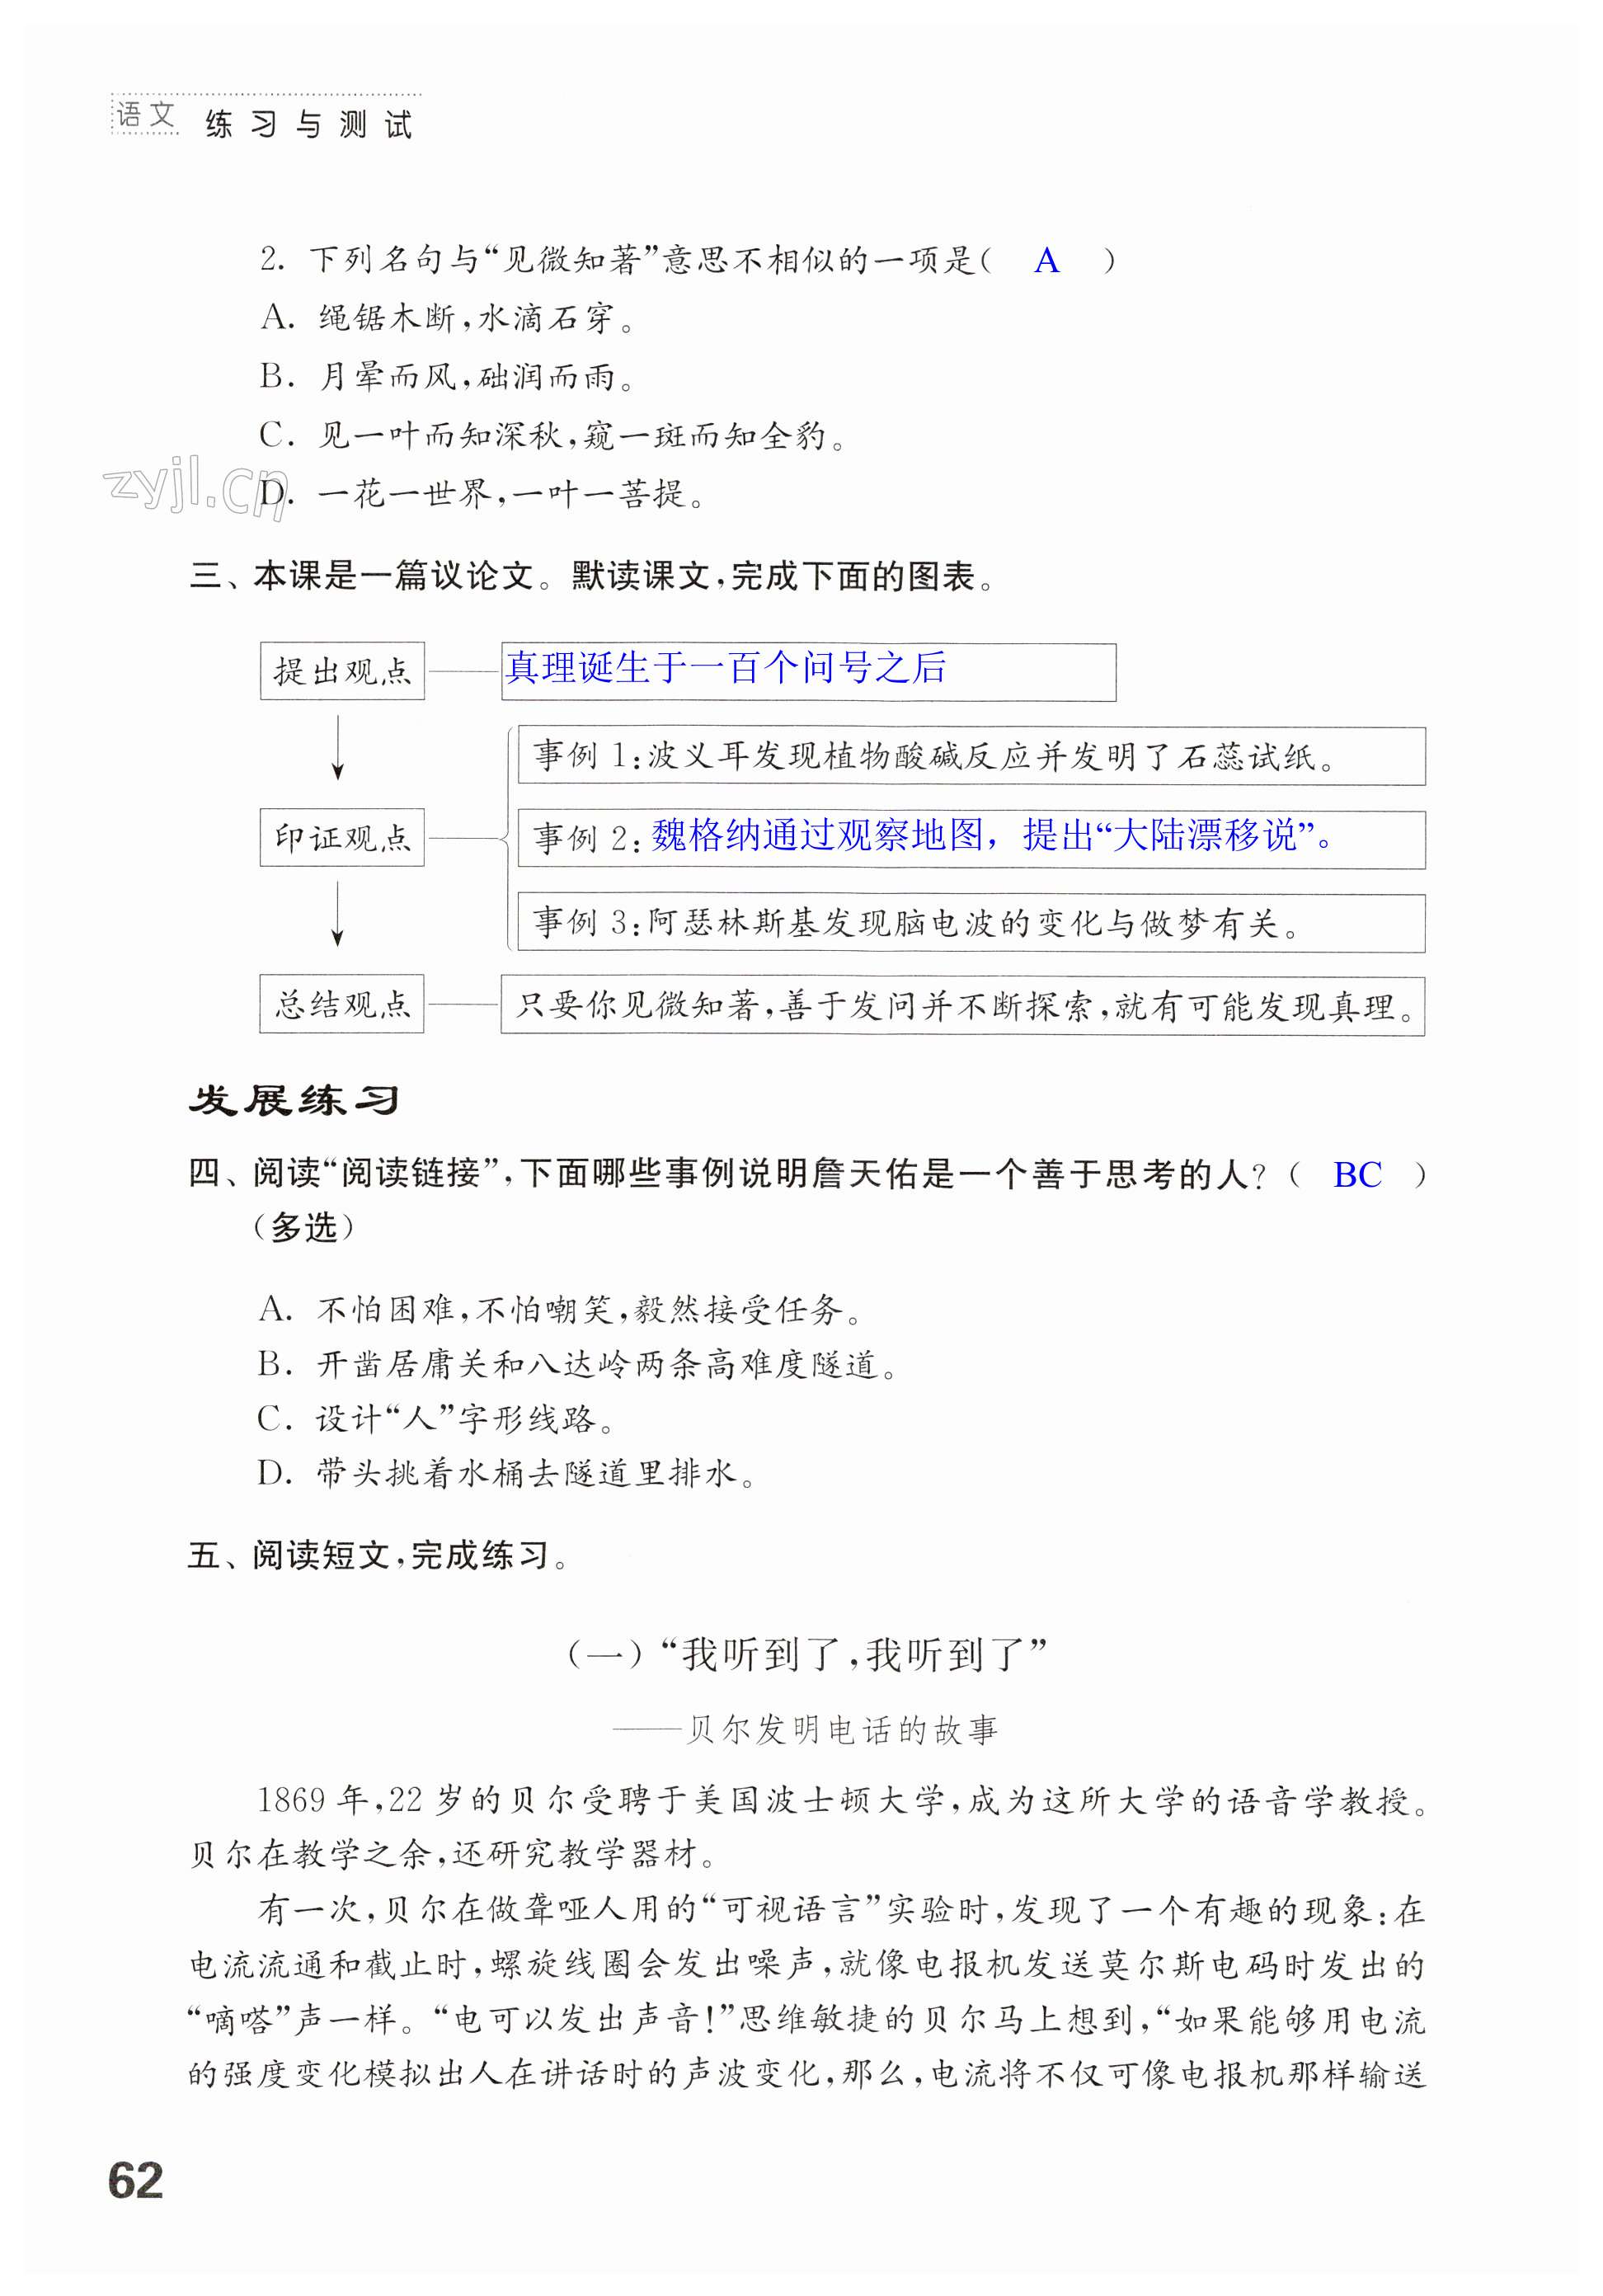 语文 练习与测试
2. 下列名句与“见微知著”意思不相似的一项是( A )
A. 绳锯木断,水滴石穿。
B. 月晕而风,础润而雨。
C. 见一叶而知深秋,窥一斑而知全豹。
zyjl.cn
D. 一花一世界,一叶一菩提。
三、本课是一篇议论文。默读课文,完成下面的图表。
提出观点 真理诞生于一百个问号之后
事例 1:波义耳发现植物酸碱反应并发明了石蕊试纸。
印证观点 事例 2:魏格纳通过观察地图，提出“大陆漂移说”。
事例 3:阿瑟林斯基发现脑电波的变化与做梦有关。
总结观点 只要你见微知著,善于发问并不断探索,就有可能发现真理。
发展练习
四、阅读“阅读链接”,下面哪些事例说明詹天佑是一个善于思考的人?( BC )
(多选)
A. 不怕困难,不怕嘲笑,毅然接受任务。
B. 开凿居庸关和八达岭两条高难度隧道。
C. 设计“人”字形线路。
D. 带头挑着水桶去隧道里排水。
五、阅读短文,完成练习。
(一)“我听到了,我听到了”
——贝尔发明电话的故事
1869 年,22 岁的贝尔受聘于美国波士顿大学,成为这所大学的语音学教授。
贝尔在教学之余,还研究教学器材。
有一次,贝尔在做聋哑人用的“可视语言”实验时,发现了一个有趣的现象:在
电流流通和截止时,螺旋线圈会发出噪声,就像电报机发送莫尔斯电码时发出的
“嘀嗒”声一样。“电可以发出声音!”思维敏捷的贝尔马上想到,“如果能够用电流
的强度变化模拟出人在讲话时的声波变化,那么,电流将不仅可像电报机那样输送
62